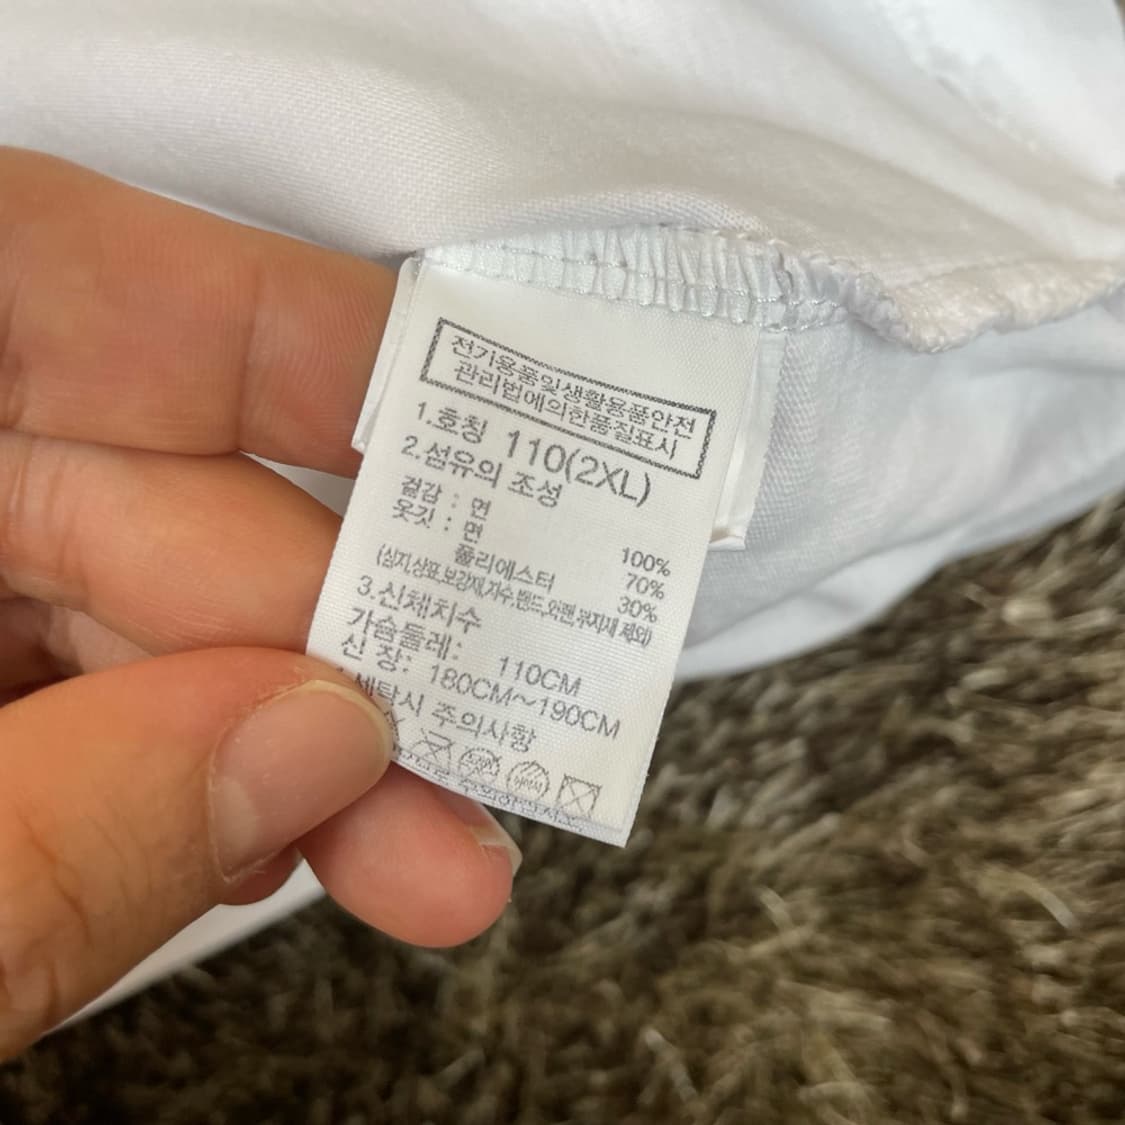 전기용품및생활용품안전
관리법에의한품질표시
1.호칭 110(2XL)
2.섬유의 조성
겉감 : 면 100%
옷깃 : 면 70%
폴리에스터 30%
(심지,상표,보강재,자수,밴드,와펜,부자재 제외)
3.신체치수
가슴둘레: 110CM
신 장: 180CM~190CM
세탁시 주의사항